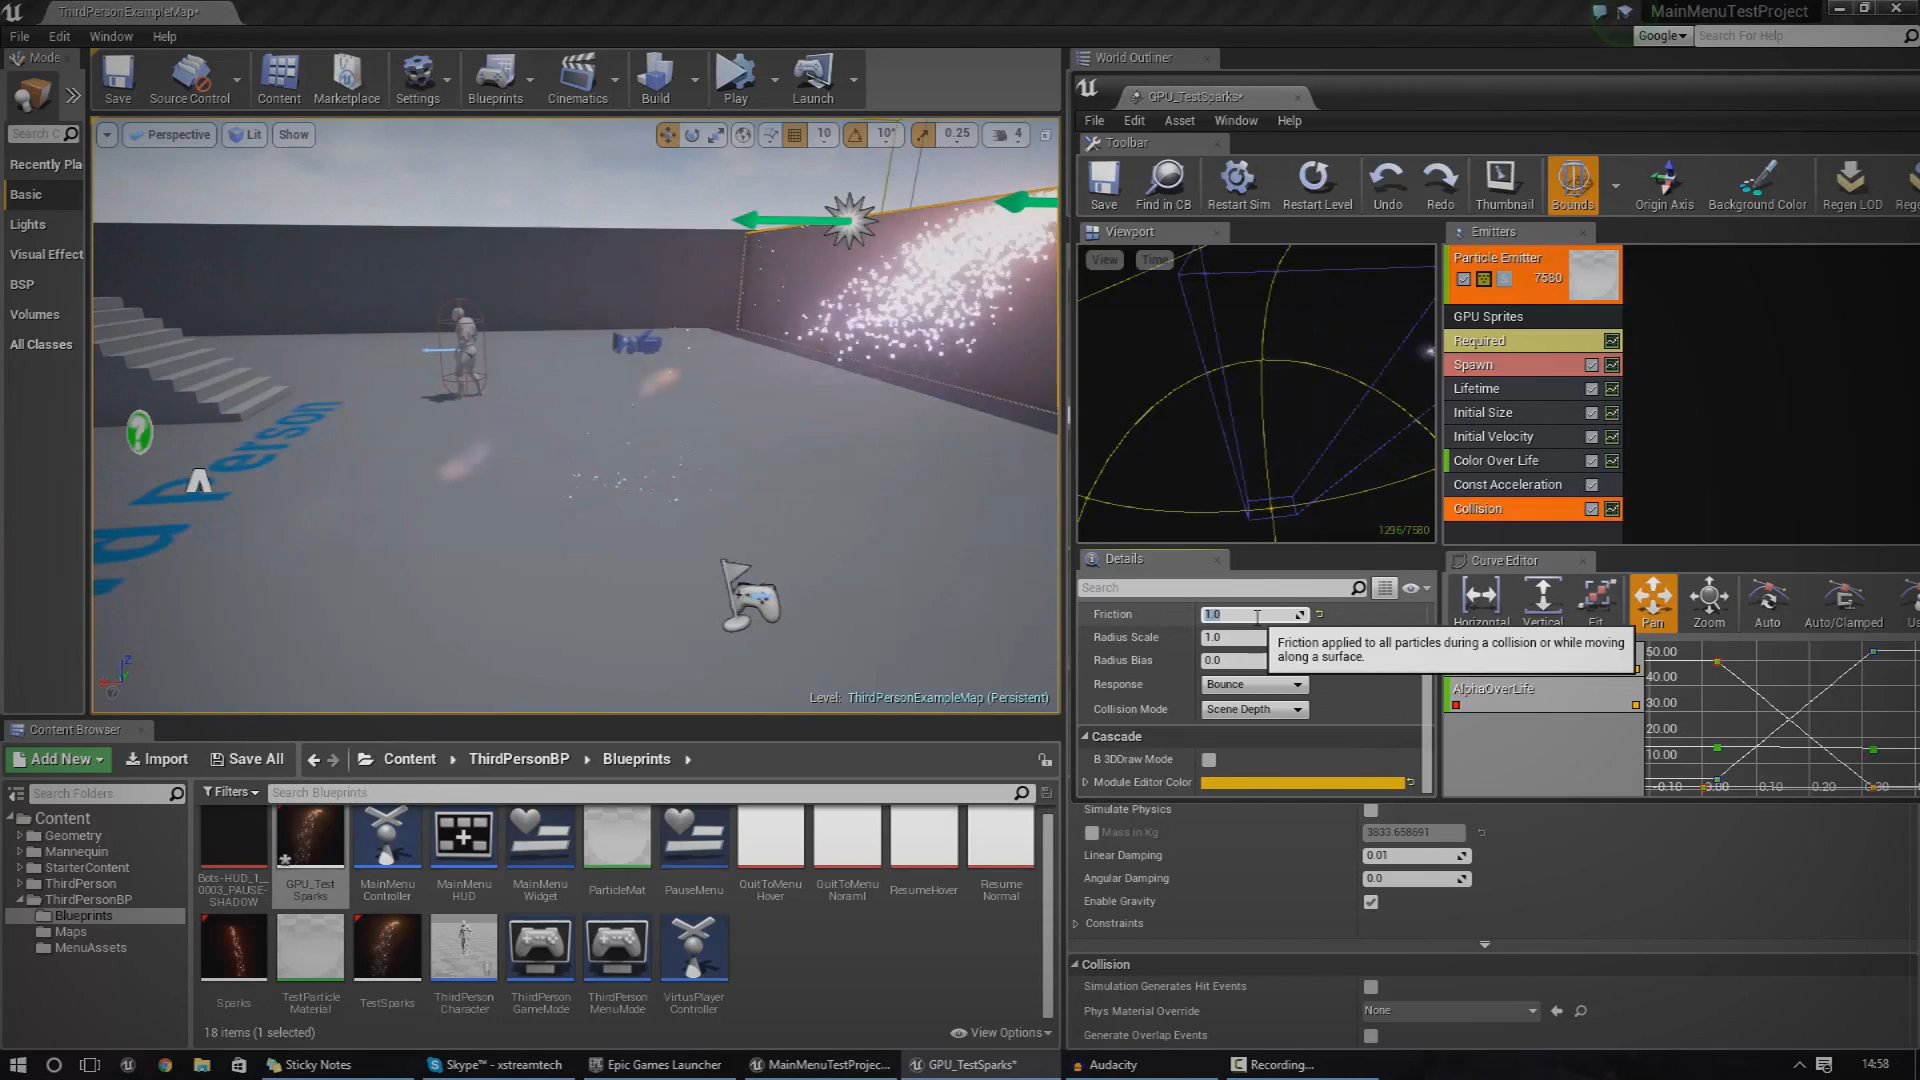 ThirdPersonExampleMap*
MainMenuTestProject
File Edit Window Help
Google
Search For Help
Mode
Save
Source Control
Content
Marketplace
Settings
Blueprints
Cinematics
Build
Play
Launch
World Outliner
GPU_TestSparks*
File Edit Asset Window Help
Toolbar
Save
Find in CB
Restart Sim
Restart Level
Undo
Redo
Thumbnail
Bounds
Origin Axis
Background Color
Regen LOD
Rege
Search C
Recently Pla
Basic
Lights
Visual Effect
BSP
Volumes
All Classes
Perspective
Lit
Show
10
10°
0.25
4
Level: ThirdPersonExampleMap (Persistent)
Viewport
View
Time
1296/7580
Emitters
Particle Emitter
7580
GPU Sprites
Required
Spawn
Lifetime
Initial Size
Initial Velocity
Color Over Life
Const Acceleration
Collision
Details
Search
Friction 1.0
Radius Scale 1.0
Radius Bias 0.0
Response Bounce
Collision Mode Scene Depth
Friction applied to all particles during a collision or while moving
along a surface.
Cascade
B 3DDraw Mode
Module Editor Color
Curve Editor
Horizontal
Vertical
Fit
Pan
Zoom
Auto
Auto/Clamped
Us
AlphaOverLife
50.00
40.00
30.00
20.00
10.00
-0.10 0.00 0.10 0.20 0.30
Simulate Physics
Mass in Kg 3833.658691
Linear Damping 0.01
Angular Damping 0.0
Enable Gravity
Constraints
Collision
Simulation Generates Hit Events
Phys Material Override None
Generate Overlap Events
Content Browser
Add New
Import
Save All
Content
ThirdPersonBP
Blueprints
Search Folders
Filters
Search Blueprints
Content
Geometry
Mannequin
StarterContent
ThirdPerson
ThirdPersonBP
Blueprints
Maps
MenuAssets
Bots-HUD_1_
_0003_PAUSE-
SHADOW
GPU_Test
Sparks
MainMenu
Controller
MainMenu
HUD
MainMenu
Widget
ParticleMat
PauseMenu
QuitToMenu
Hover
QuitToMenu
Noraml
ResumeHover
Resume
Normal
Sparks
TestParticle
Material
TestSparks
ThirdPerson
Character
ThirdPerson
GameMode
ThirdPerson
MenuMode
VirtusPlayer
Controller
18 items (1 selected)
View Options
Sticky Notes
Skype™ - xstreamtech
Epic Games Launcher
MainMenuTestProjec...
GPU_TestSparks*
Audacity
Recording...
14:58